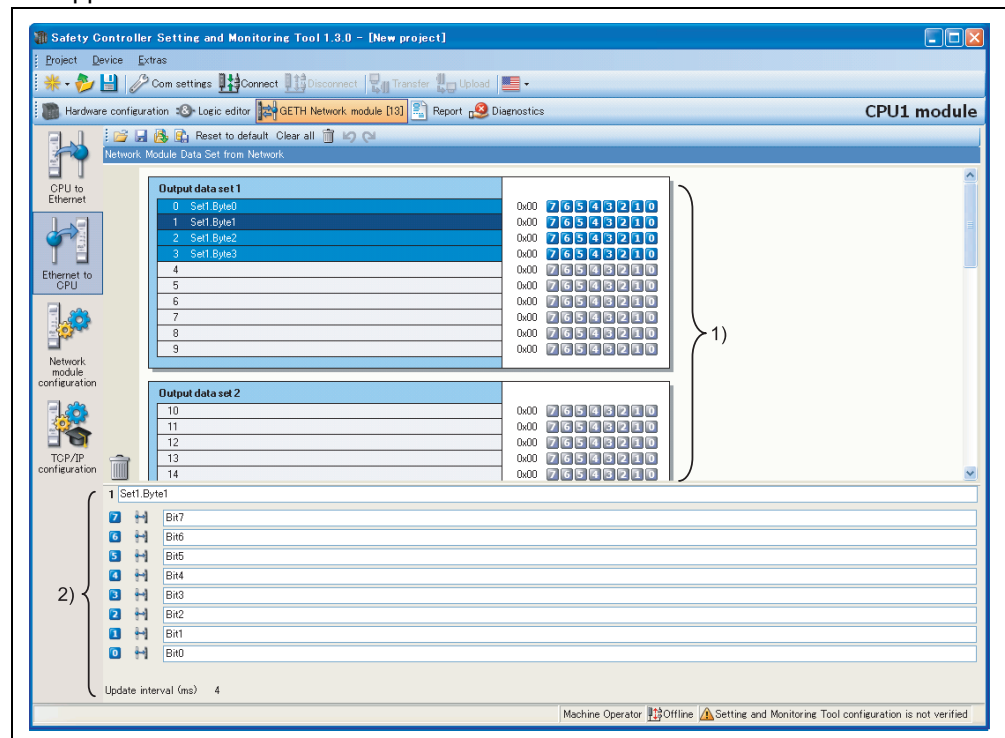 Safety Controller Setting and Monitoring Tool 1.3.0 - [New project]
Project Device Extras
Com settings Connect Disconnect Transfer Upload
Hardware configuration Logic editor GETH Network module [13] Report Diagnostics CPU1 module
Reset to default Clear all
Network Module Data Set from Network
CPU to
Ethernet
Ethernet to
CPU
Network
module
configuration
TCP/IP
configuration
Output data set 1
0 Set1.Byte0 0x00 7 6 5 4 3 2 1 0
1 Set1.Byte1 0x00 7 6 5 4 3 2 1 0
2 Set1.Byte2 0x00 7 6 5 4 3 2 1 0
3 Set1.Byte3 0x00 7 6 5 4 3 2 1 0
4 0x00 7 6 5 4 3 2 1 0
5 0x00 7 6 5 4 3 2 1 0
6 0x00 7 6 5 4 3 2 1 0
7 0x00 7 6 5 4 3 2 1 0
8 0x00 7 6 5 4 3 2 1 0
9 0x00 7 6 5 4 3 2 1 0
1)
Output data set 2
10 0x00 7 6 5 4 3 2 1 0
11 0x00 7 6 5 4 3 2 1 0
12 0x00 7 6 5 4 3 2 1 0
13 0x00 7 6 5 4 3 2 1 0
14 0x00 7 6 5 4 3 2 1 0
1 Set1.Byte1
7 Bit7
6 Bit6
5 Bit5
4 Bit4
3 Bit3
2 Bit2
1 Bit1
0 Bit0
2)
Update interval (ms) 4
Machine Operator Offline Setting and Monitoring Tool configuration is not verified